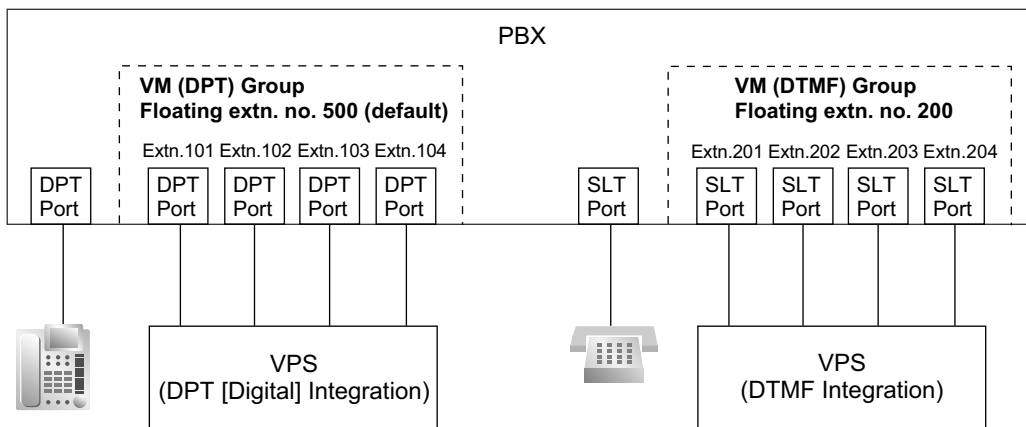 PBX
VM (DPT) Group
Floating extn. no. 500 (default)
VM (DTMF) Group
Floating extn. no. 200
Extn.101 Extn.102 Extn.103 Extn.104
Extn.201 Extn.202 Extn.203 Extn.204
DPT
Port
DPT
Port
DPT
Port
DPT
Port
DPT
Port
SLT
Port
SLT
Port
SLT
Port
SLT
Port
SLT
Port
VPS
(DPT [Digital] Integration)
VPS
(DTMF Integration)